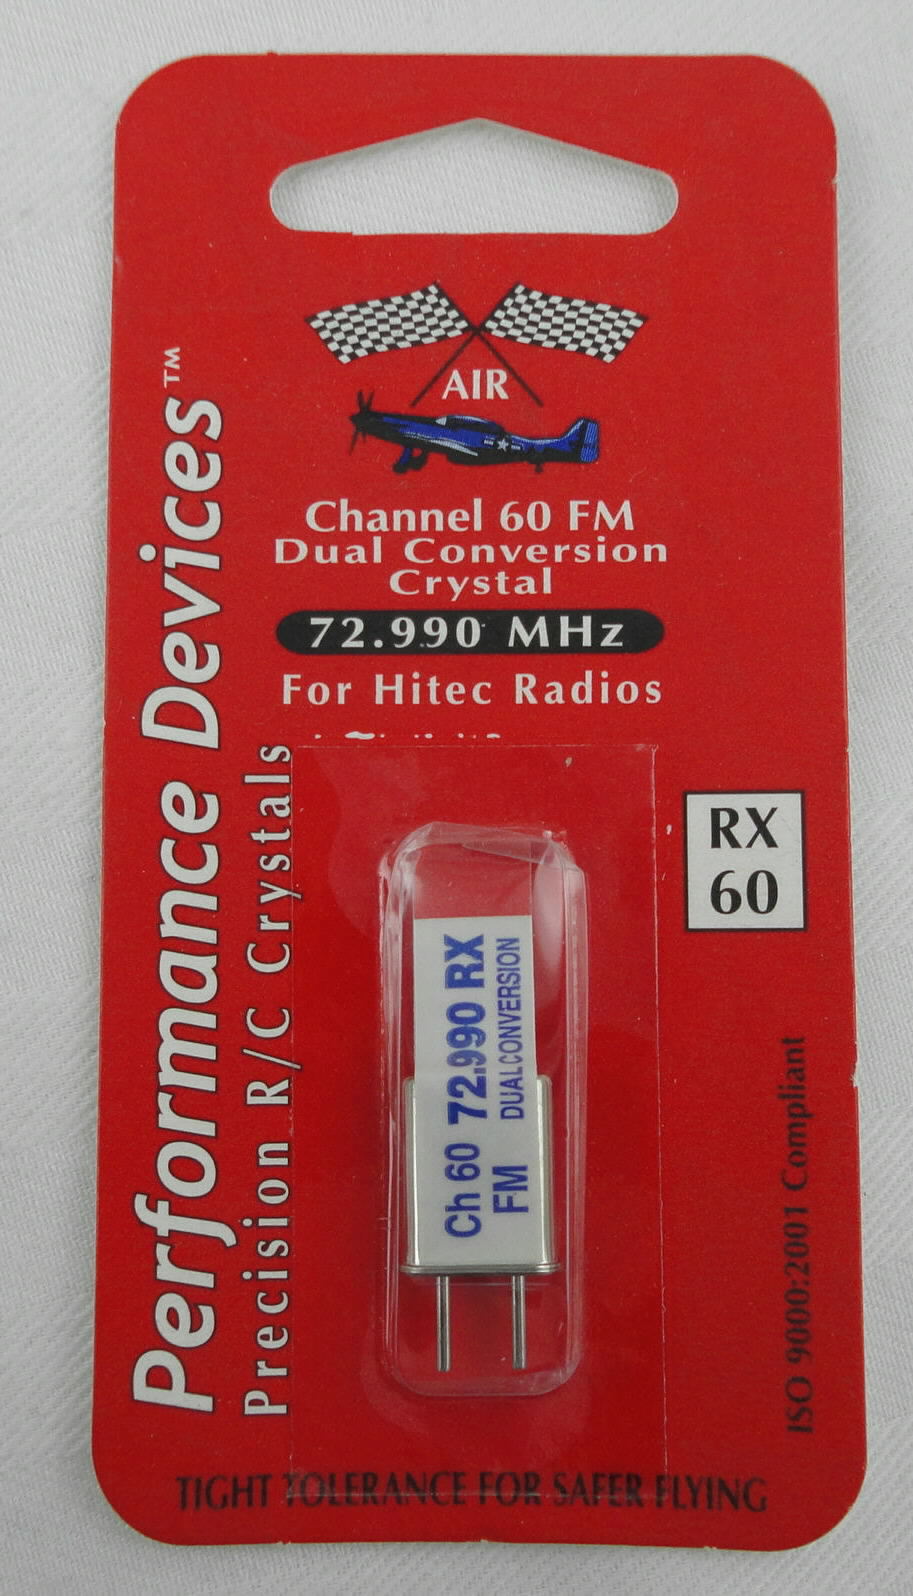 AIR
Channel 60 FM
Dual Conversion
Crystal
72.990 MHz
For Hitec Radios
Performance Devices™
Precision R/C Crystals
RX
60
Ch 60 72.990 RX
FM DUALCONVERSION
ISO 9000:2001 Compliant
TIGHT TOLERANCE FOR SAFER FLYING